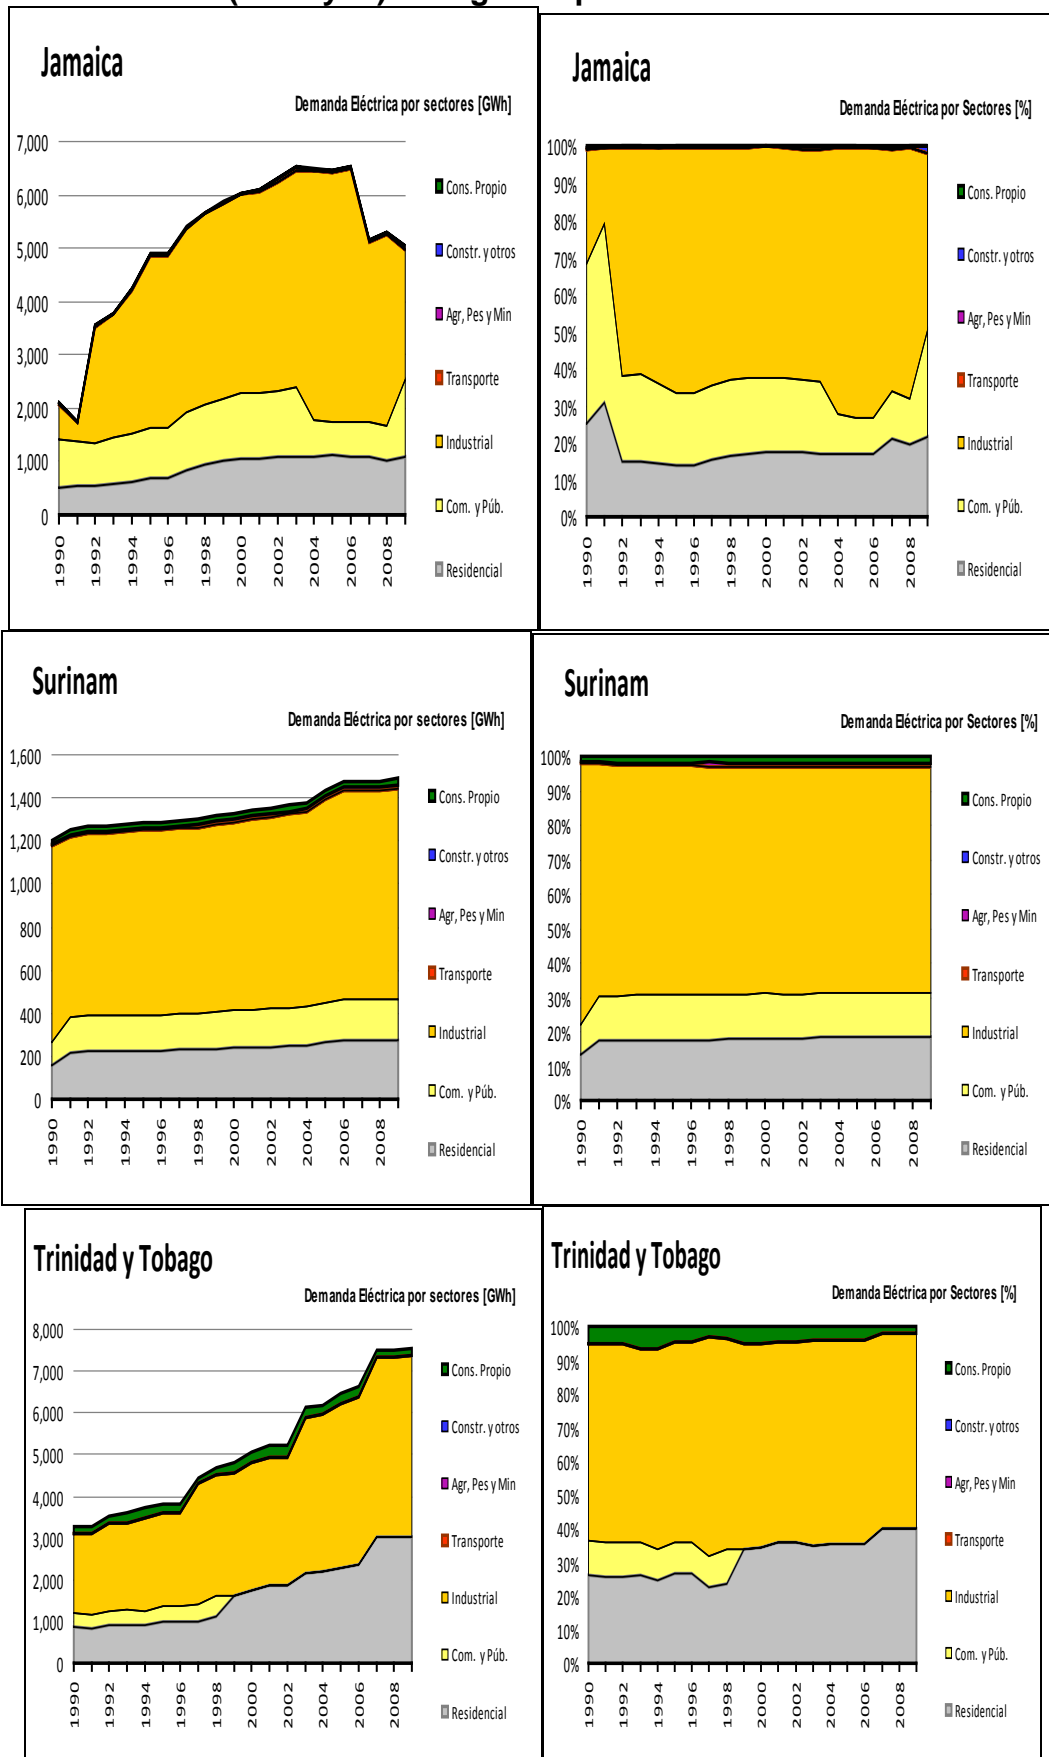 Jamaica
Demanda Eléctrica por sectores [GWh]
7,000
6,000
5,000
4,000
3,000
2,000
1,000
0
1990
1992
1994
1996
1998
2000
2002
2004
2006
2008
Cons. Propio
Constr. y otros
Agr, Pes y Min
Transporte
Industrial
Com. y Púb.
Residencial
Jamaica
Demanda Eléctrica por Sectores [%]
100%
90%
80%
70%
60%
50%
40%
30%
20%
10%
0%
1990
1992
1994
1996
1998
2000
2002
2004
2006
2008
Cons. Propio
Constr. y otros
Agr, Pes y Min
Transporte
Industrial
Com. y Púb.
Residencial
Surinam
Demanda Eléctrica por sectores [GWh]
1,600
1,400
1,200
1,000
800
600
400
200
0
1990
1992
1994
1996
1998
2000
2002
2004
2006
2008
Cons. Propio
Constr. y otros
Agr, Pes y Min
Transporte
Industrial
Com. y Púb.
Residencial
Surinam
Demanda Eléctrica por Sectores [%]
100%
90%
80%
70%
60%
50%
40%
30%
20%
10%
0%
1990
1992
1994
1996
1998
2000
2002
2004
2006
2008
Cons. Propio
Constr. y otros
Agr, Pes y Min
Transporte
Industrial
Com. y Púb.
Residencial
Trinidad y Tobago
Demanda Eléctrica por sectores [GWh]
8,000
7,000
6,000
5,000
4,000
3,000
2,000
1,000
0
1990
1992
1994
1996
1998
2000
2002
2004
2006
2008
Cons. Propio
Constr. y otros
Agr, Pes y Min
Transporte
Industrial
Com. y Púb.
Residencial
Trinidad y Tobago
Demanda Eléctrica por Sectores [%]
100%
90%
80%
70%
60%
50%
40%
30%
20%
10%
0%
1990
1992
1994
1996
1998
2000
2002
2004
2006
2008
Cons. Propio
Constr. y otros
Agr, Pes y Min
Transporte
Industrial
Com. y Púb.
Residencial